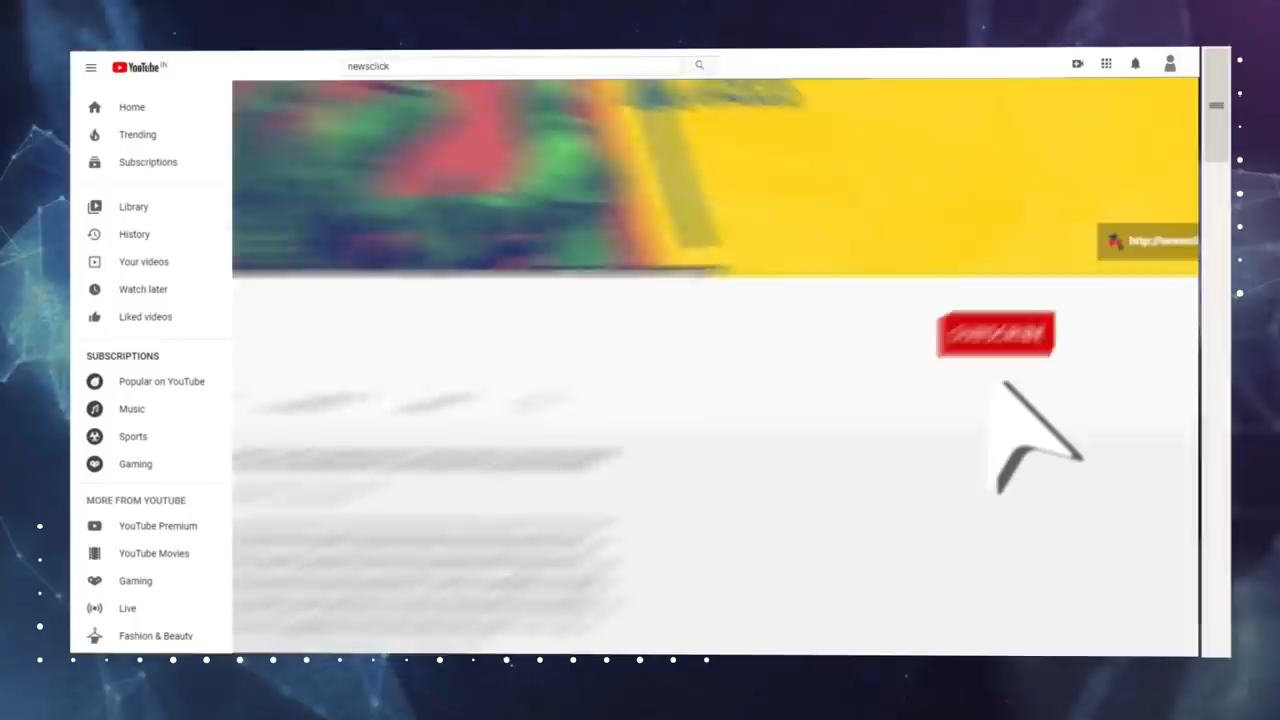 YouTube IN
newsclick
Home
Trending
Subscriptions
Library
History
Your videos
Watch later
Liked videos
SUBSCRIPTIONS
Popular on YouTube
Music
Sports
Gaming
MORE FROM YOUTUBE
YouTube Premium
YouTube Movies
Gaming
Live
Fashion & Beauty
SUBSCRIBE